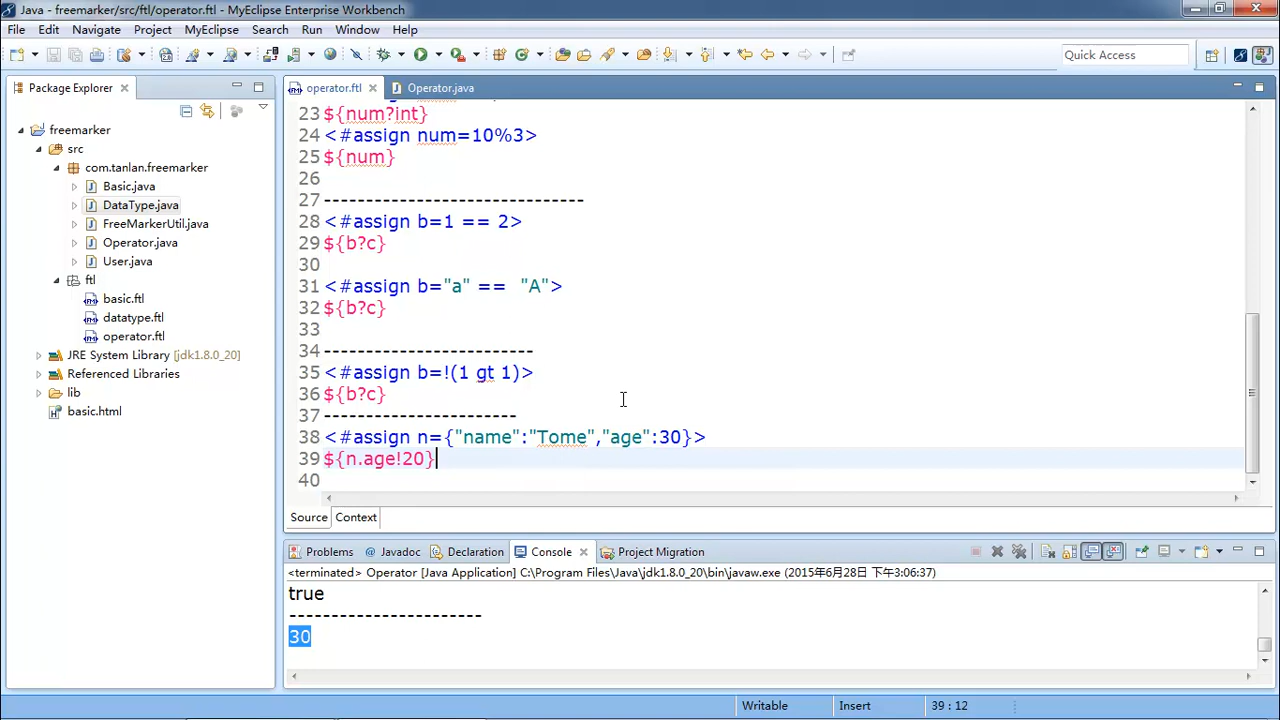 Java - freemarker/src/ftl/operator.ftl - MyEclipse Enterprise Workbench
File Edit Navigate Project MyEclipse Search Run Window Help
Quick Access
Package Explorer
operator.ftl
Operator.java
freemarker
src
com.tanlan.freemarker
Basic.java
DataType.java
FreeMarkerUtil.java
Operator.java
User.java
ftl
basic.ftl
datatype.ftl
operator.ftl
JRE System Library [jdk1.8.0_20]
Referenced Libraries
lib
basic.html
23 ${num?int}
24 <#assign num=10%3>
25 ${num}
26
27 -------------------------------
28 <#assign b=1 == 2>
29 ${b?c}
30
31 <#assign b="a" ==  "A">
32 ${b?c}
33
34 -------------------------
35 <#assign b=!(1 gt 1)>
36 ${b?c}
37 -----------------------
38 <#assign n={"name":"Tome","age":30}>
39 ${n.age!20}
40
Source Context
Problems Javadoc Declaration Console Project Migration
<terminated> Operator [Java Application] C:\Program Files\Java\jdk1.8.0_20\bin\javaw.exe (2015年6月28日 下午3:06:37)
true
-----------------------
30
Writable Insert 39 : 12